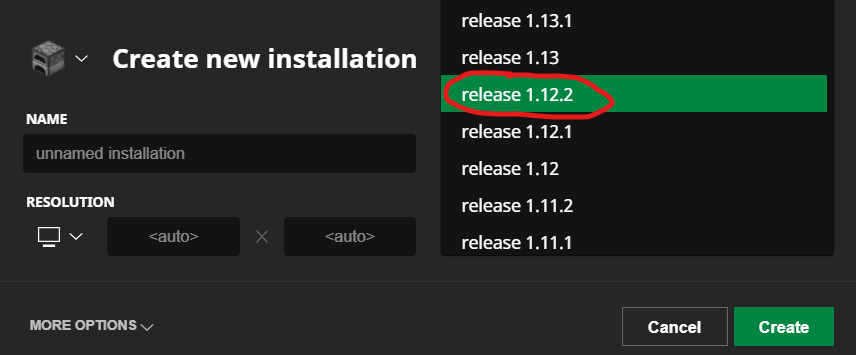 Create new installation
NAME
unnamed installation
RESOLUTION
<auto> <auto>
release 1.13.1
release 1.13
release 1.12.2
release 1.12.1
release 1.12
release 1.11.2
release 1.11.1
MORE OPTIONS
Cancel
Create